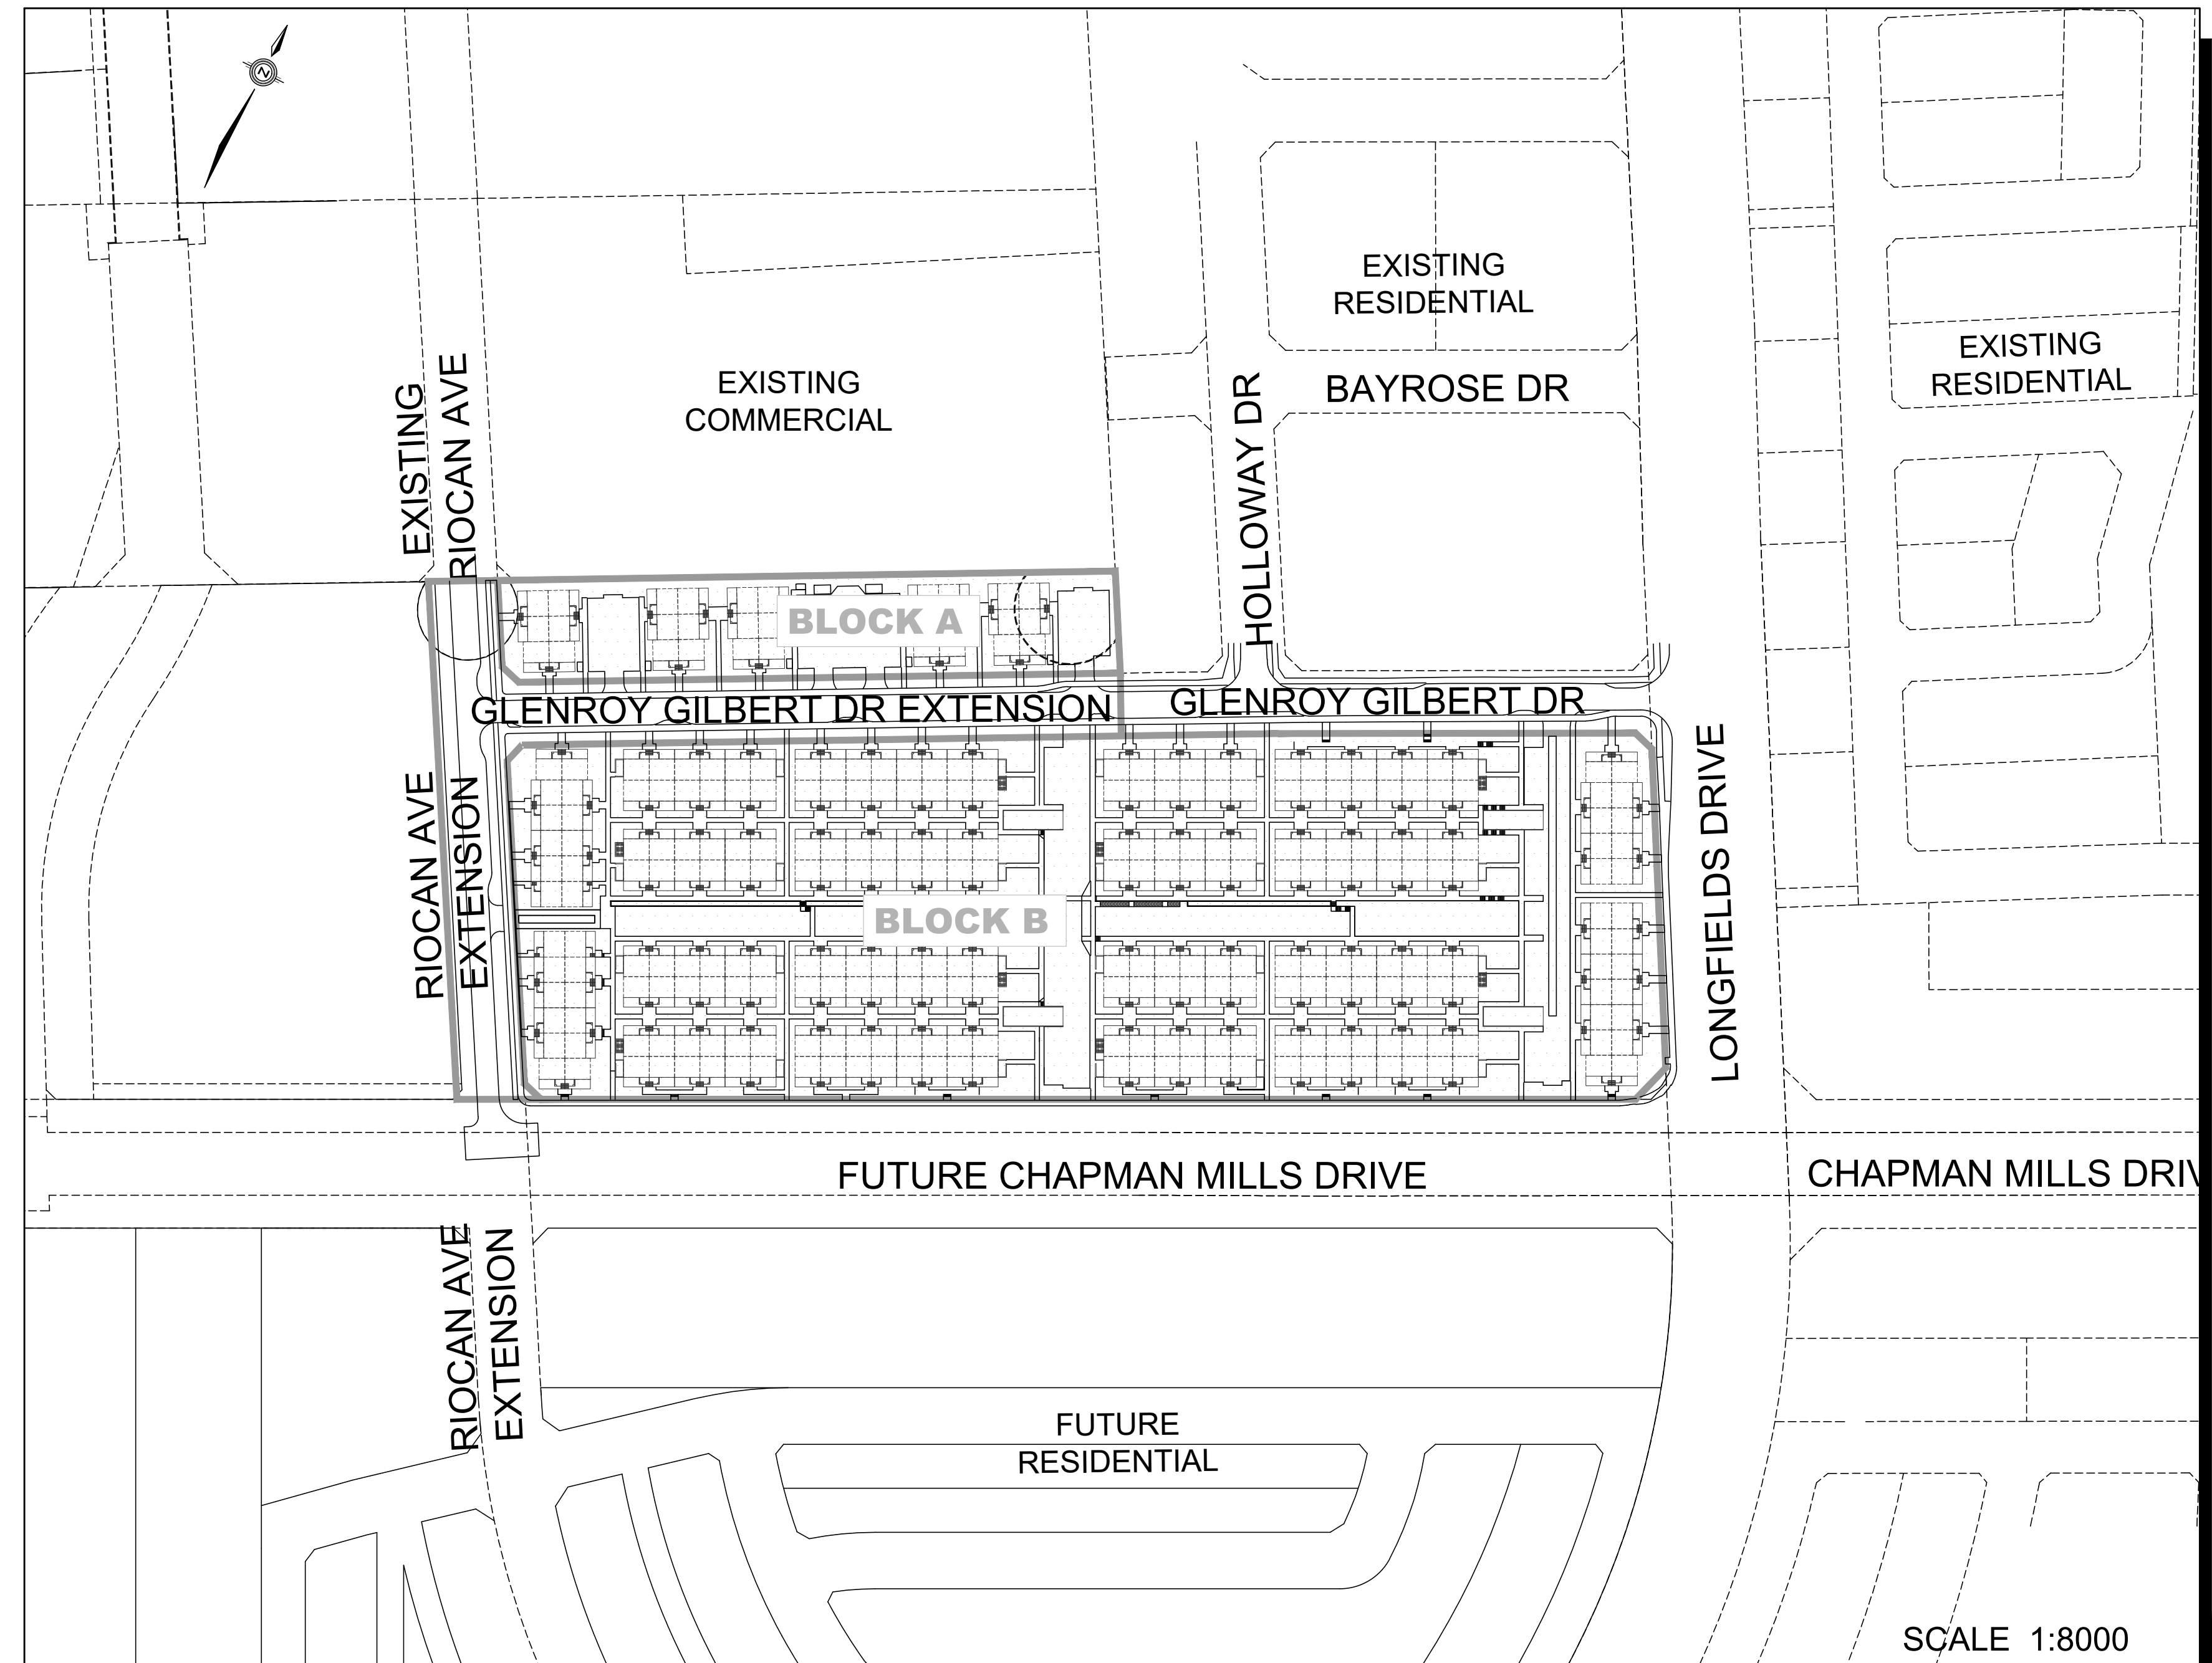 N
EXISTING
RESIDENTIAL
EXISTING
RESIDENTIAL
EXISTING
COMMERCIAL
EXISTING
RIOCAN AVE
HOLLOWAY DR
BAYROSE DR
BLOCK A
GLENROY GILBERT DR EXTENSION
GLENROY GILBERT DR
RIOCAN AVE
EXTENSION
BLOCK B
LONGFIELDS DRIVE
FUTURE CHAPMAN MILLS DRIVE
CHAPMAN MILLS DRIV
RIOCAN AVE
EXTENSION
FUTURE
RESIDENTIAL
SCALE 1:8000